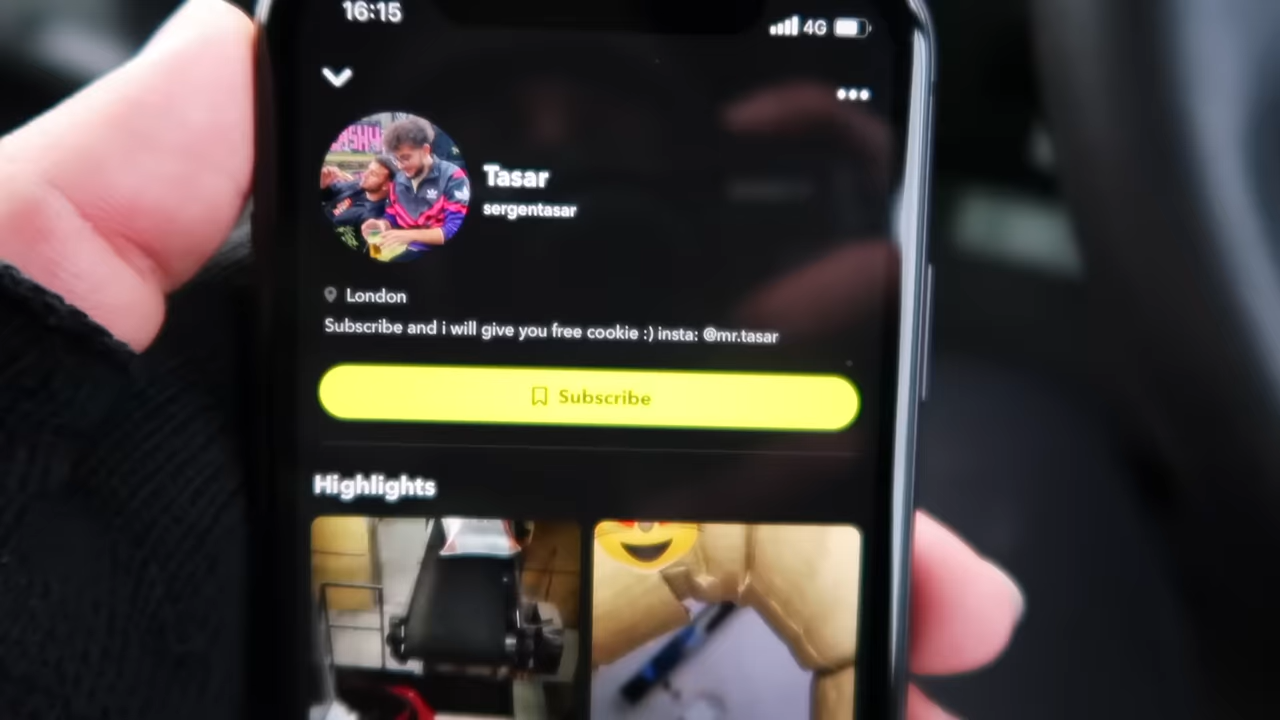 16:15
4G
Tasar
sergentasar
London
Subscribe and i will give you free cookie :) insta: @mr.tasar
Subscribe
Highlights